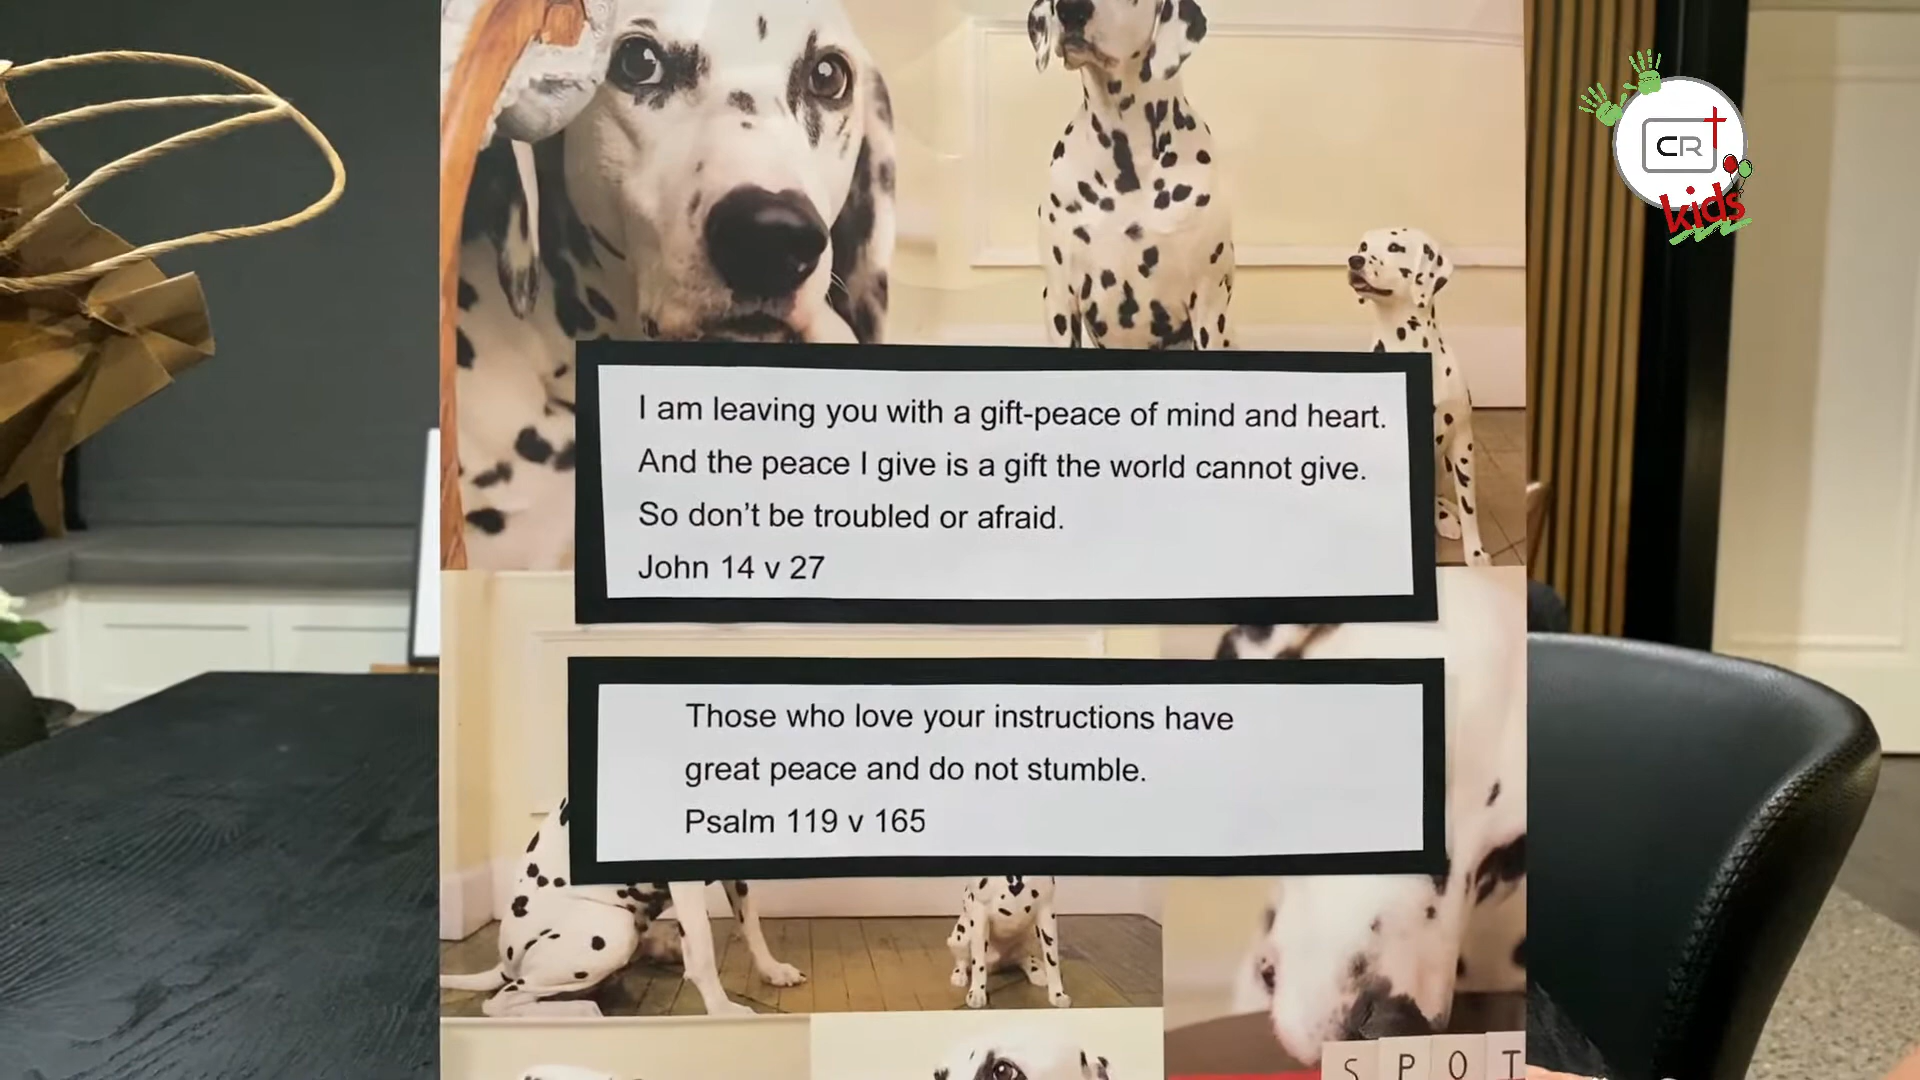 CR
kids
I am leaving you with a gift-peace of mind and heart.
And the peace I give is a gift the world cannot give.
So don't be troubled or afraid.
John 14 v 27
Those who love your instructions have
great peace and do not stumble.
Psalm 119 v 165
SPOT